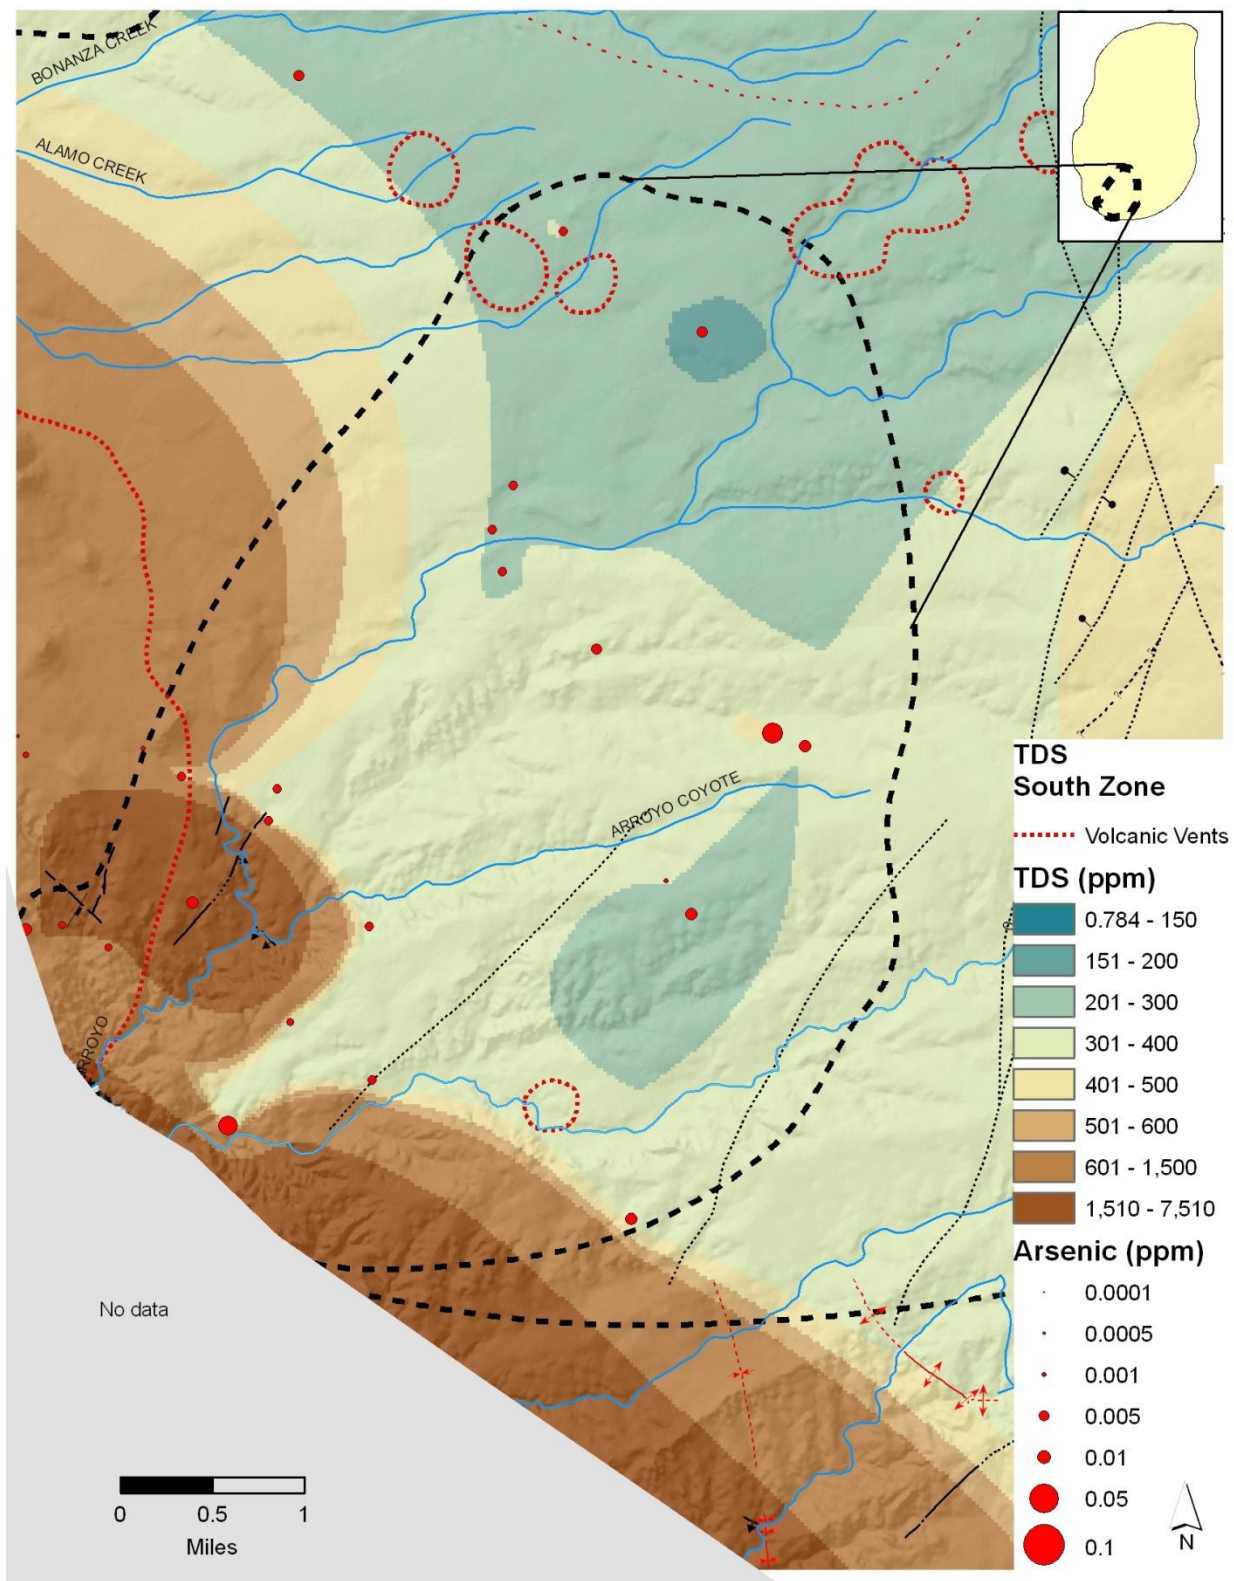 BONANZA CREEK
ALAMO CREEK
ARROYO COYOTE
ARROYO
No data
0 0.5 1
Miles
TDS
South Zone
Volcanic Vents
TDS (ppm)
0.784 - 150
151 - 200
201 - 300
301 - 400
401 - 500
501 - 600
601 - 1,500
1,510 - 7,510
Arsenic (ppm)
0.0001
0.0005
0.001
0.005
0.01
0.05
0.1
N